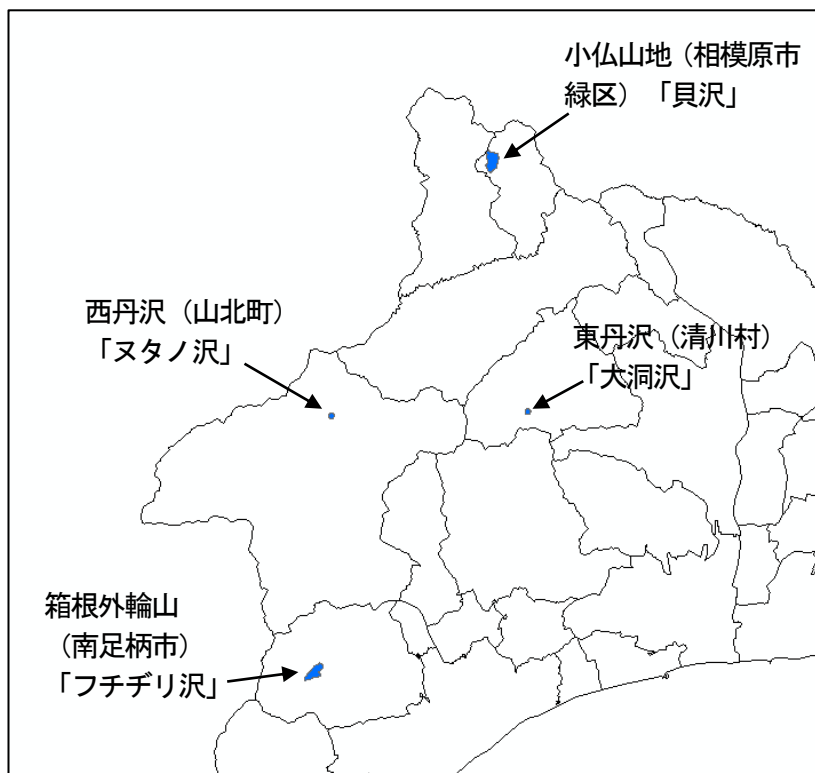 小仏山地（相模原市
緑区）「貝沢」
西丹沢（山北町）
「ヌタノ沢」
東丹沢（清川村）
「大洞沢」
箱根外輪山
（南足柄市）
「フチヂリ沢」